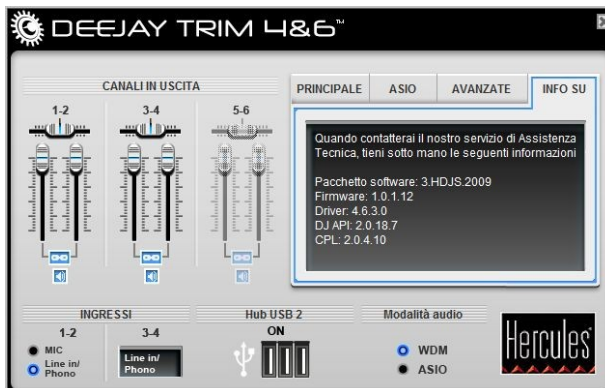 DEEJAY TRIM 4&6™
CANALI IN USCITA
1-2
3-4
5-6
PRINCIPALE
ASIO
AVANZATE
INFO SU
Quando contatterai il nostro servizio di Assistenza
Tecnica, tieni sotto mano le seguenti informazioni
Pacchetto software: 3.HDJS.2009
Firmware: 1.0.1.12
Driver: 4.6.3.0
DJ API: 2.0.18.7
CPL: 2.0.4.10
INGRESSI
1-2
3-4
MIC
Line in/
Phono
Line in/
Phono
Hub USB 2
ON
Modalità audio
WDM
ASIO
Hercules